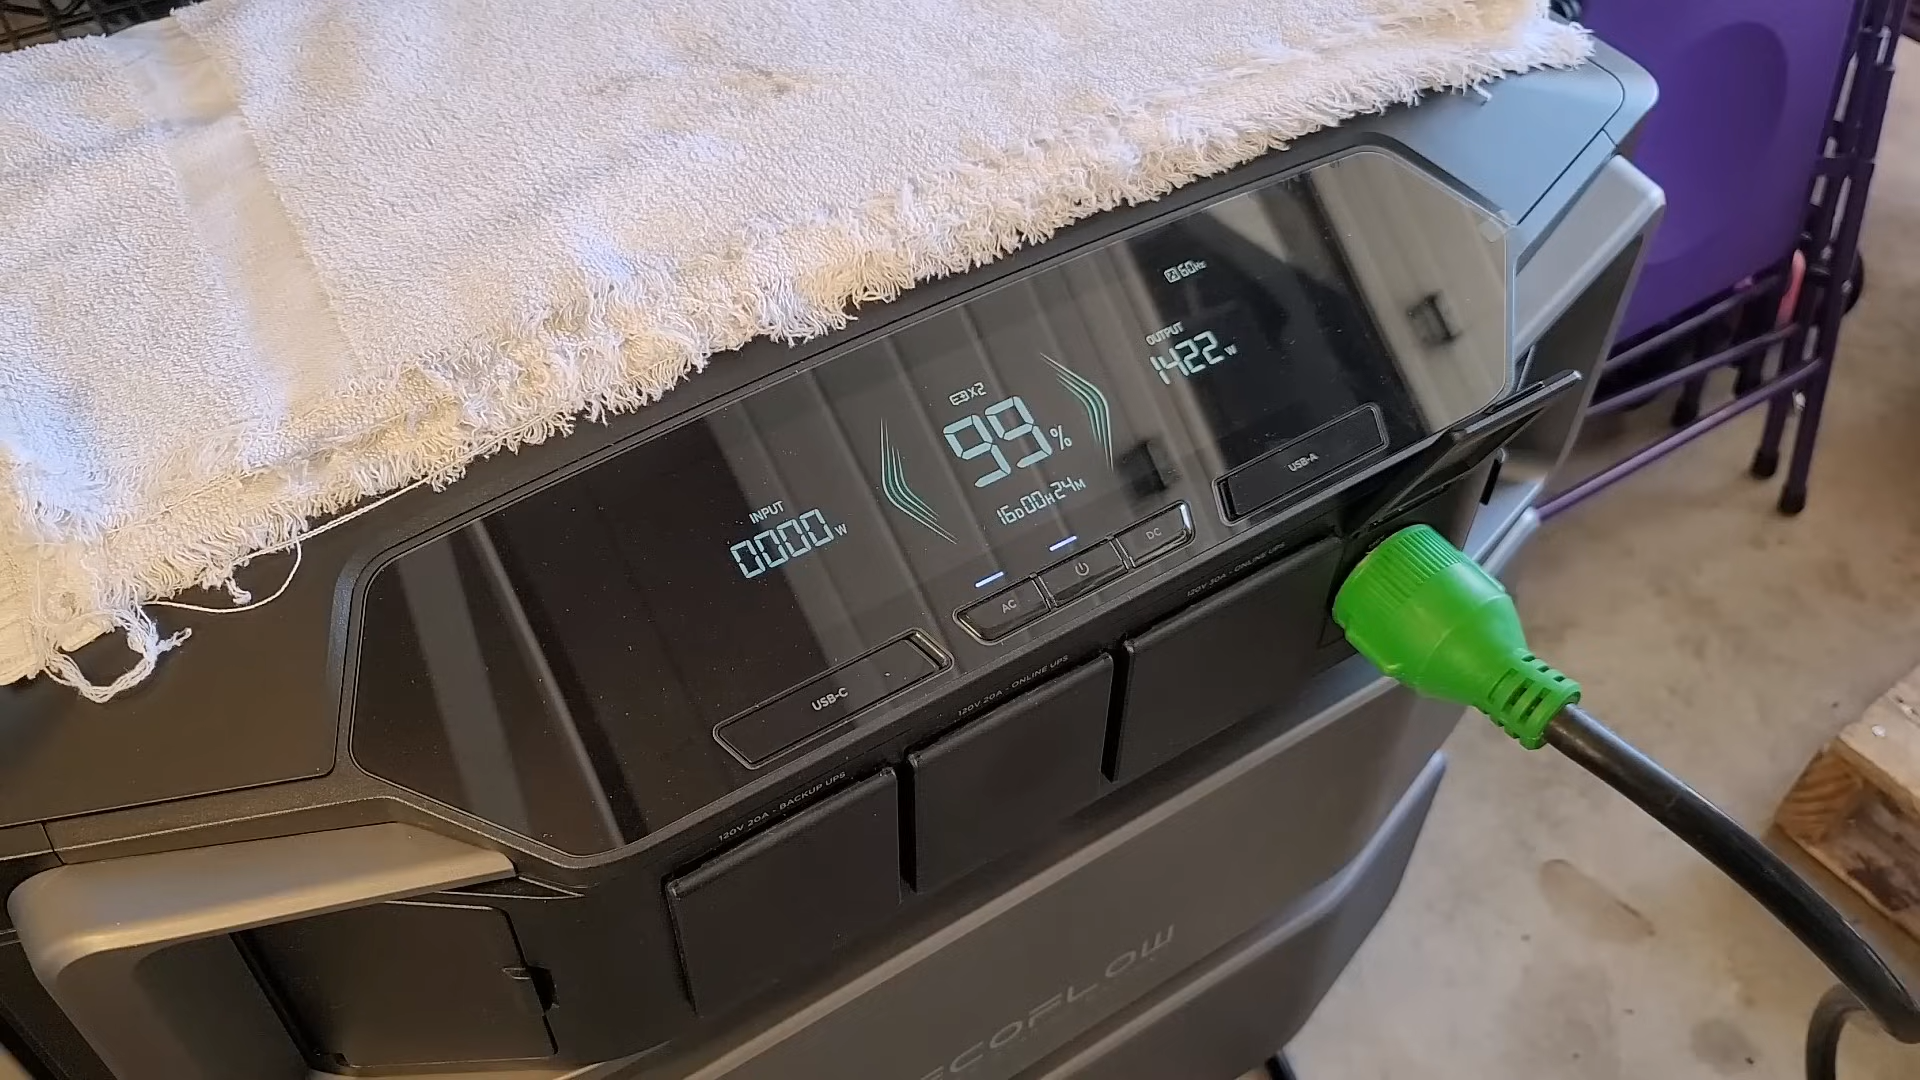 60Hz
OUTPUT
1422W
X2
99%
16D00H24M
INPUT
0000W
USB-A
DC
AC
USB-C
120V 30A - ONLINE UPS
120V 20A - ONLINE UPS
120V 20A - BACKUP UPS
ECOFLOW